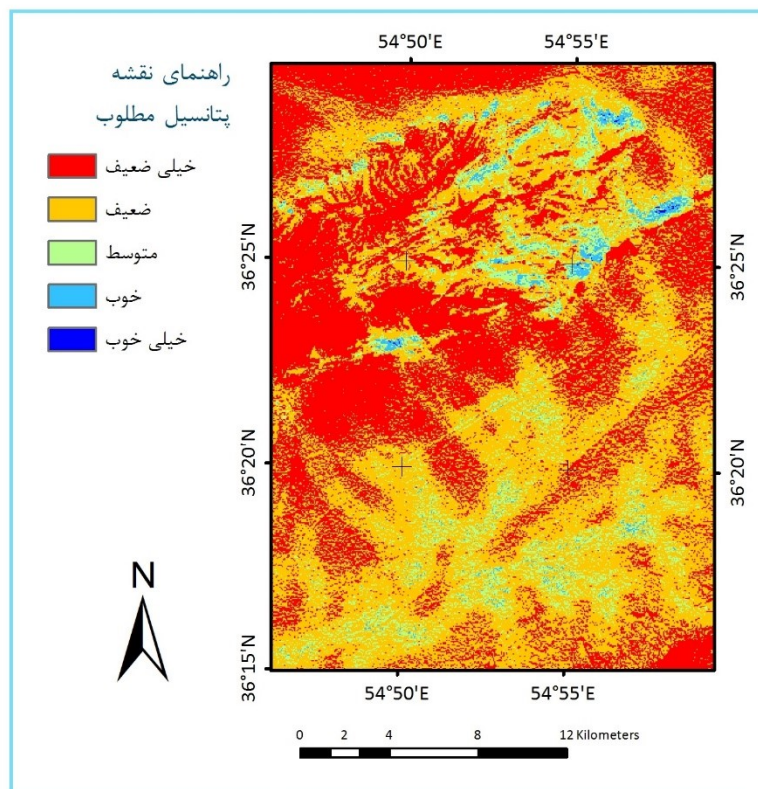 راهنمای نقشه
پتانسیل مطلوب
خیلی ضعیف
ضعیف
متوسط
خوب
خیلی خوب
N
54°50'E 54°55'E
36°25'N 36°25'N
36°20'N 36°20'N
36°15'N
54°50'E 54°55'E
0 2 4 8 12 Kilometers